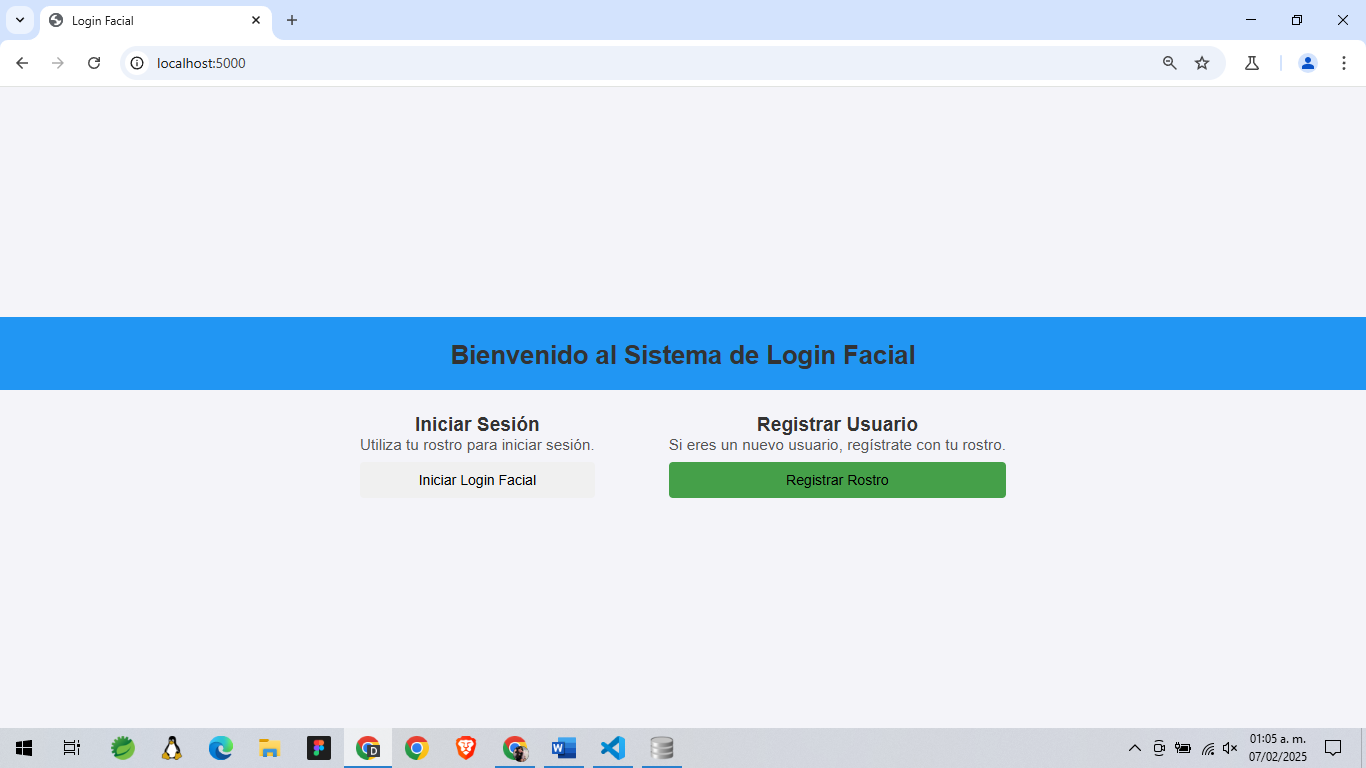 Login Facial
localhost:5000
Bienvenido al Sistema de Login Facial
Iniciar Sesión
Utiliza tu rostro para iniciar sesión.
Iniciar Login Facial
Registrar Usuario
Si eres un nuevo usuario, regístrate con tu rostro.
Registrar Rostro
D
W
01:05 a. m.
07/02/2025